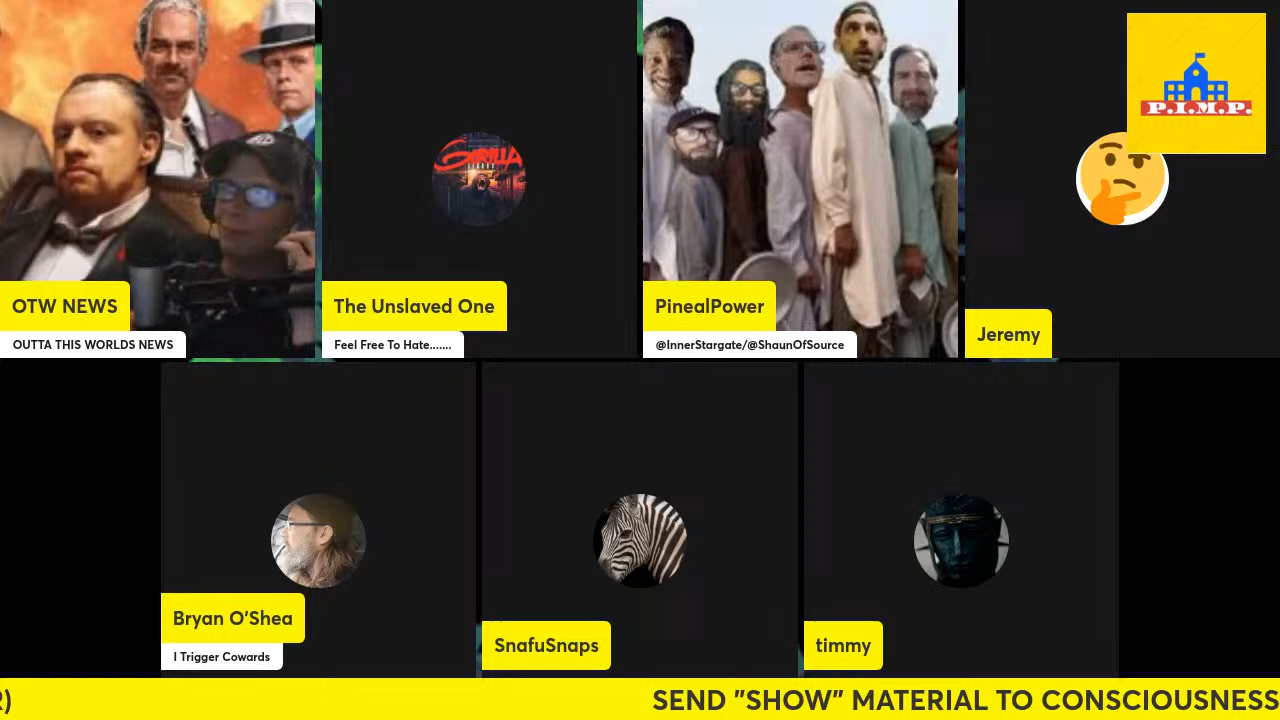 P.I.M.P.
GORILLA
OTW NEWS
OUTTA THIS WORLDS NEWS
The Unslaved One
Feel Free To Hate.......
PinealPower
@InnerStargate/@ShaunOfSource
Jeremy
Bryan O'Shea
I Trigger Cowards
SnafuSnaps
timmy
R) SEND "SHOW" MATERIAL TO CONSCIOUSNESS